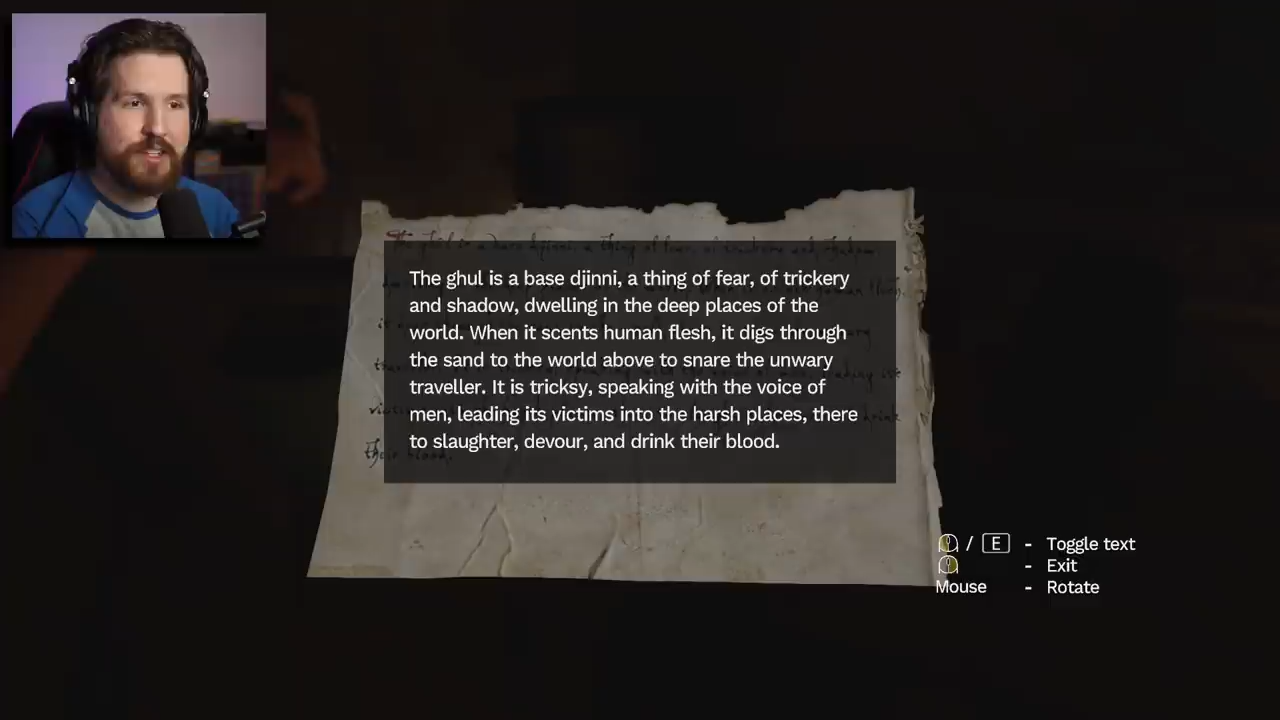 The ghul is a base djinni, a thing of fear, of trickery
and shadow, dwelling in the deep places of the
world. When it scents human flesh, it digs through
the sand to the world above to snare the unwary
traveller. It is tricksy, speaking with the voice of
men, leading its victims into the harsh places, there
to slaughter, devour, and drink their blood.
their blood.
/ E - Toggle text
- Exit
Mouse - Rotate